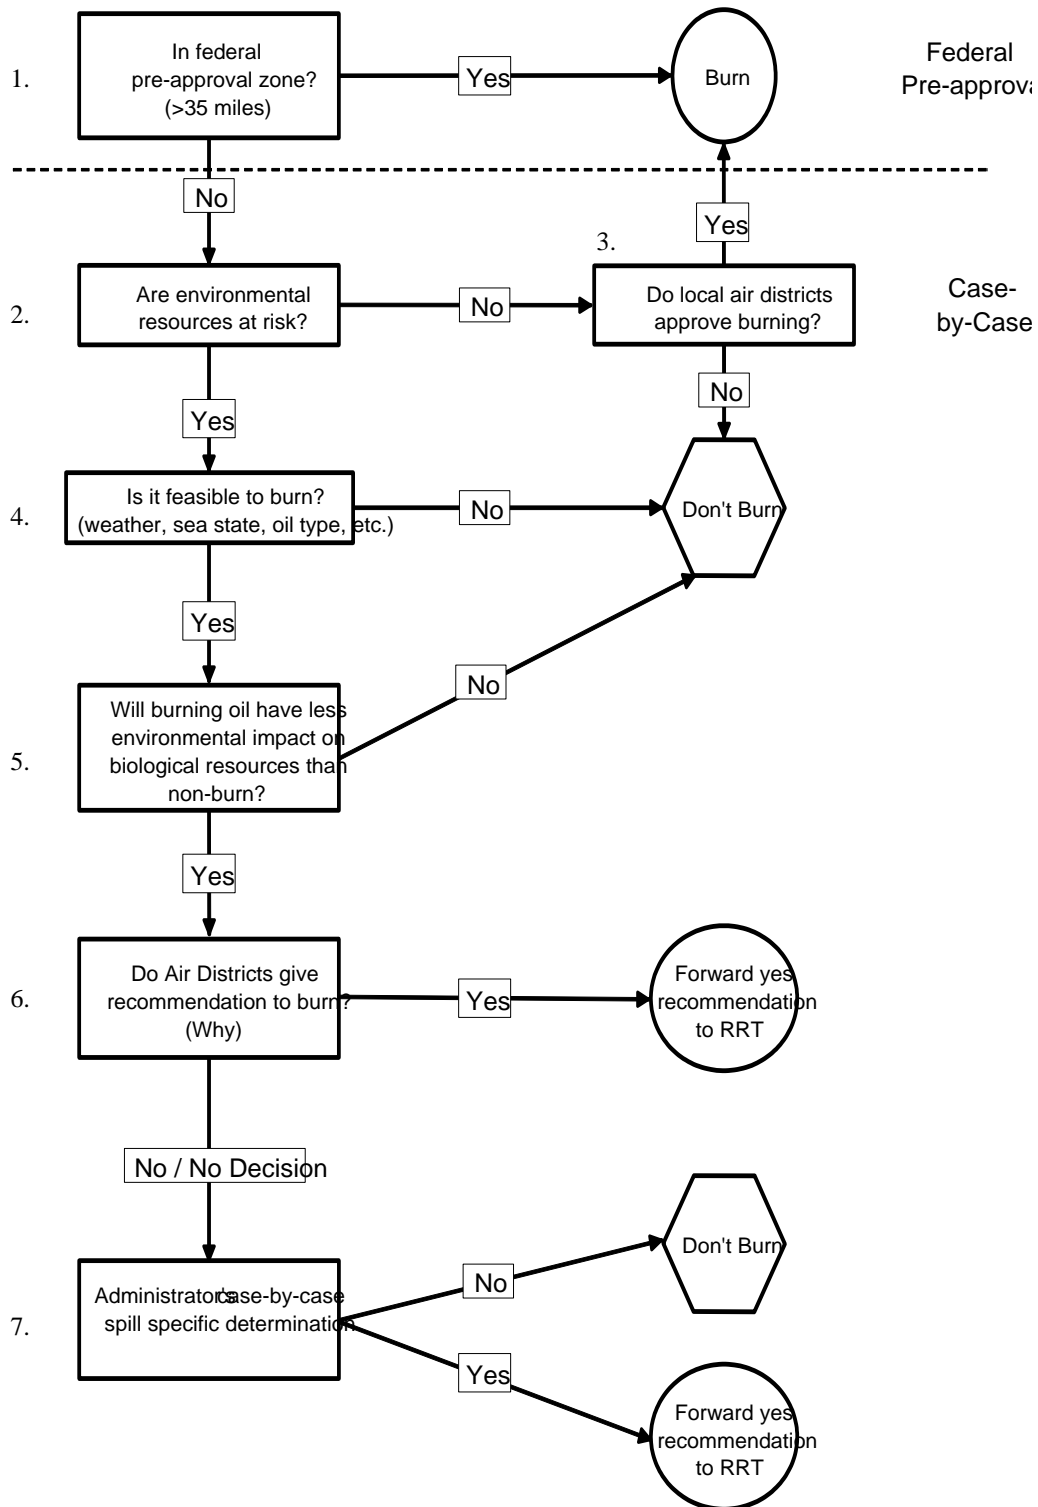 1.
In federal
pre-approval zone?
(>35 miles)
Yes
Burn
Federal
Pre-approva
No
Yes
3.
2.
Are environmental
resources at risk?
No
Do local air districts
approve burning?
Case-
by-Case
Yes
No
4.
Is it feasible to burn?
(weather, sea state, oil type, etc.)
No
Don't Burn
Yes
No
5.
Will burning oil have less
environmental impact on
biological resources than
non-burn?
Yes
6.
Do Air Districts give
recommendation to burn?
(Why)
Yes
Forward yes
recommendation
to RRT
No / No Decision
7.
Administrator's case-by-case
spill specific determination
No
Don't Burn
Yes
Forward yes
recommendation
to RRT